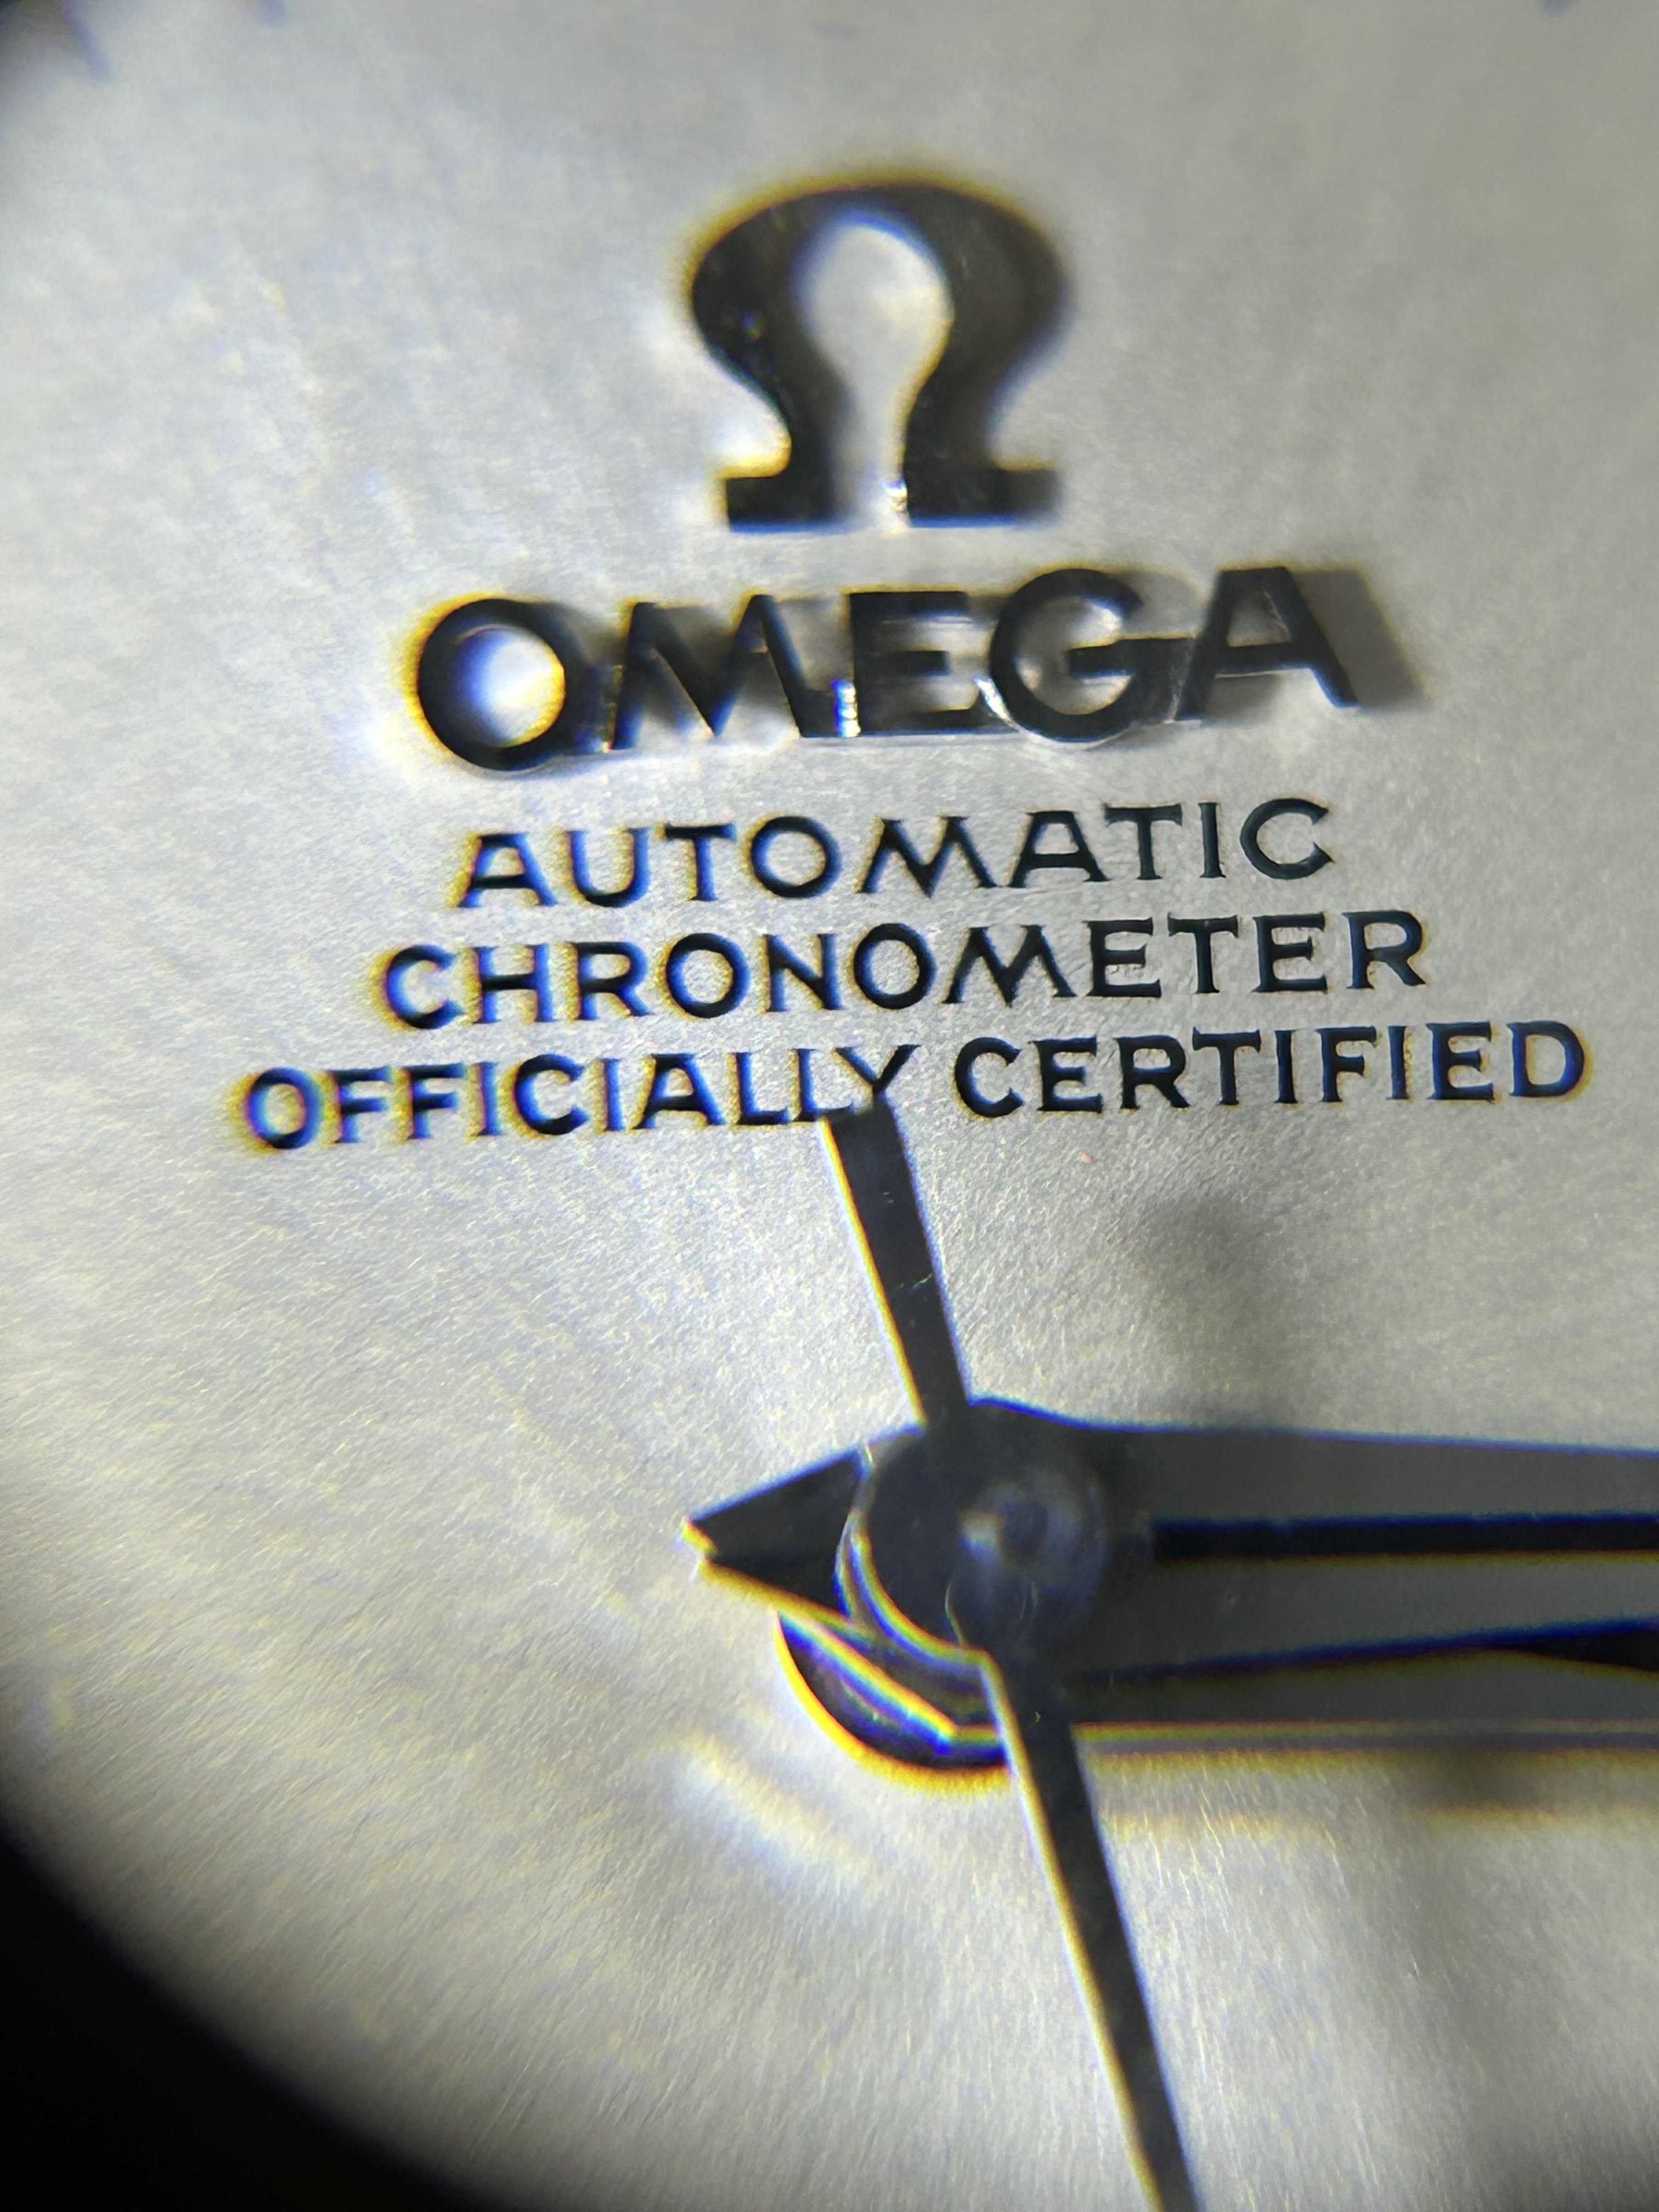 Ω
OMEGA
AUTOMATIC
CHRONOMETER
OFFICIALLY CERTIFIED